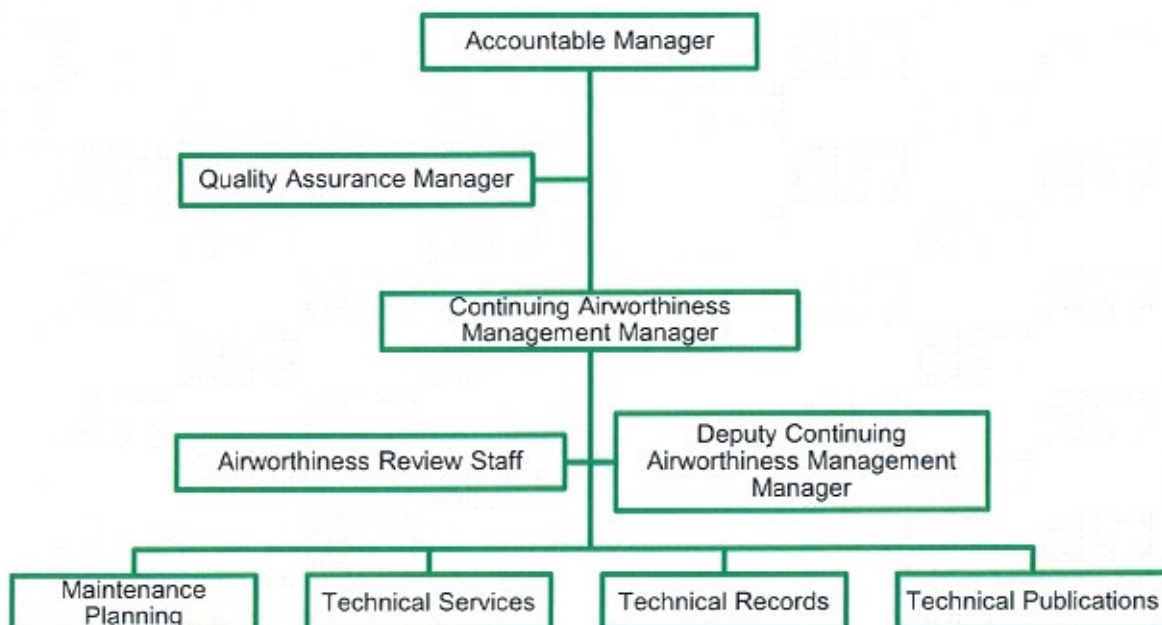 Accountable Manager
Quality Assurance Manager
Continuing Airworthiness
Management Manager
Airworthiness Review Staff
Deputy Continuing
Airworthiness Management
Manager
Maintenance
Planning
Technical Services
Technical Records
Technical Publications